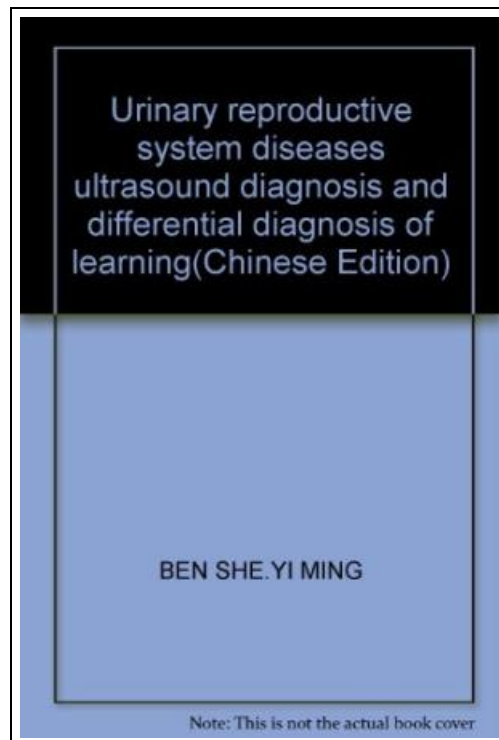 Urinary reproductive
system diseases
ultrasound diagnosis and
differential diagnosis of
learning(Chinese Edition)
BEN SHE.YI MING
Note: This is not the actual book cover